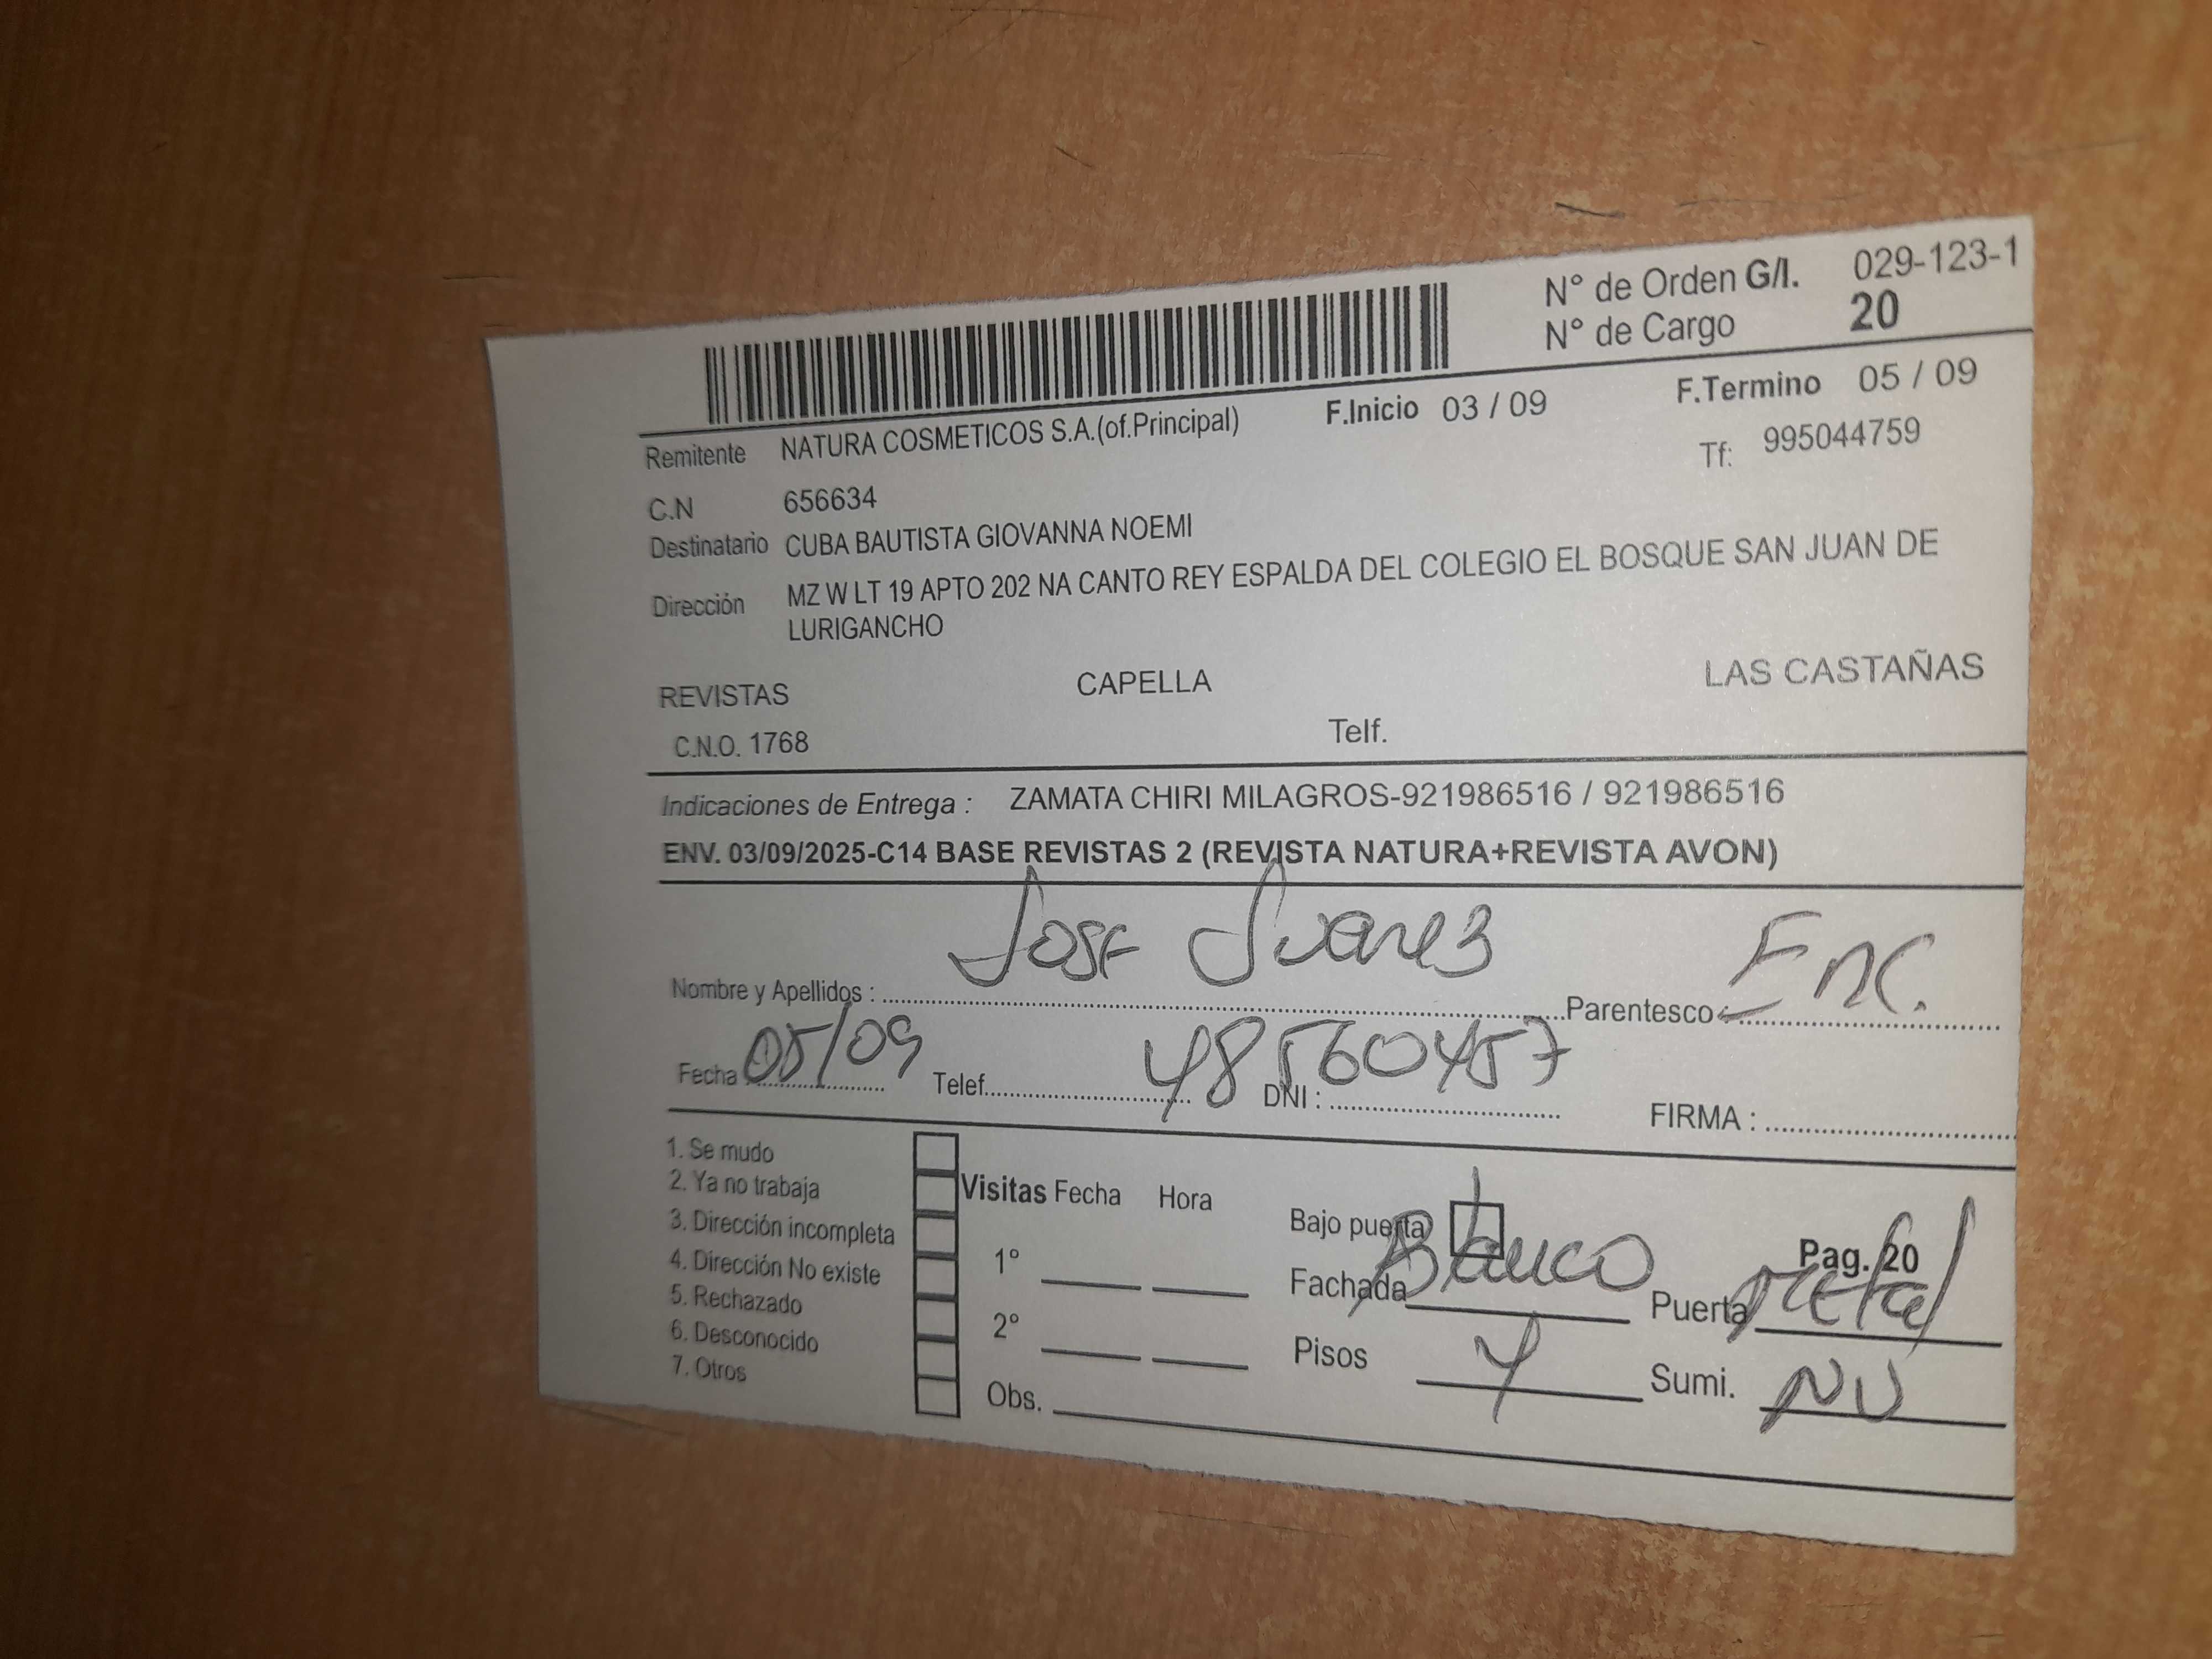 N° de Orden G/I. 029-123-1
N° de Cargo 20
F.Inicio 03 / 09 F.Termino 05 / 09
Remitente NATURA COSMETICOS S.A.(of.Principal) Tf: 995044759
C.N 656634
Destinatario CUBA BAUTISTA GIOVANNA NOEMI
Dirección MZ W LT 19 APTO 202 NA CANTO REY ESPALDA DEL COLEGIO EL BOSQUE SAN JUAN DE
LURIGANCHO
REVISTAS CAPELLA LAS CASTAÑAS
C.N.O. 1768 Telf.
Indicaciones de Entrega : ZAMATA CHIRI MILAGROS-921986516 / 921986516
ENV. 03/09/2025-C14 BASE REVISTAS 2 (REVISTA NATURA+REVISTA AVON)
Nombre y Apellidos : Jose Suarez Parentesco Enc.
Fecha 05/09 Telef. DNI : 48560457 FIRMA :
1. Se mudo
2. Ya no trabaja
3. Dirección incompleta
4. Dirección No existe
5. Rechazado
6. Desconocido
7. Otros
Visitas Fecha Hora
1°
2°
Obs.
Bajo puerta Pag. 20
Fachada Blanco Puerta metal
Pisos 4 Sumi. NU